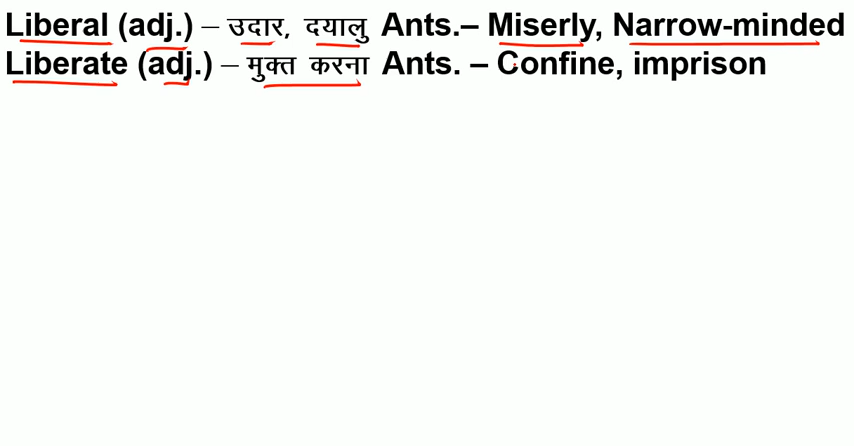 Liberal (adj.) – उदार, दयालु Ants.– Miserly, Narrow-minded
Liberate (adj.) – मुक्त करना Ants. – Confine, imprison